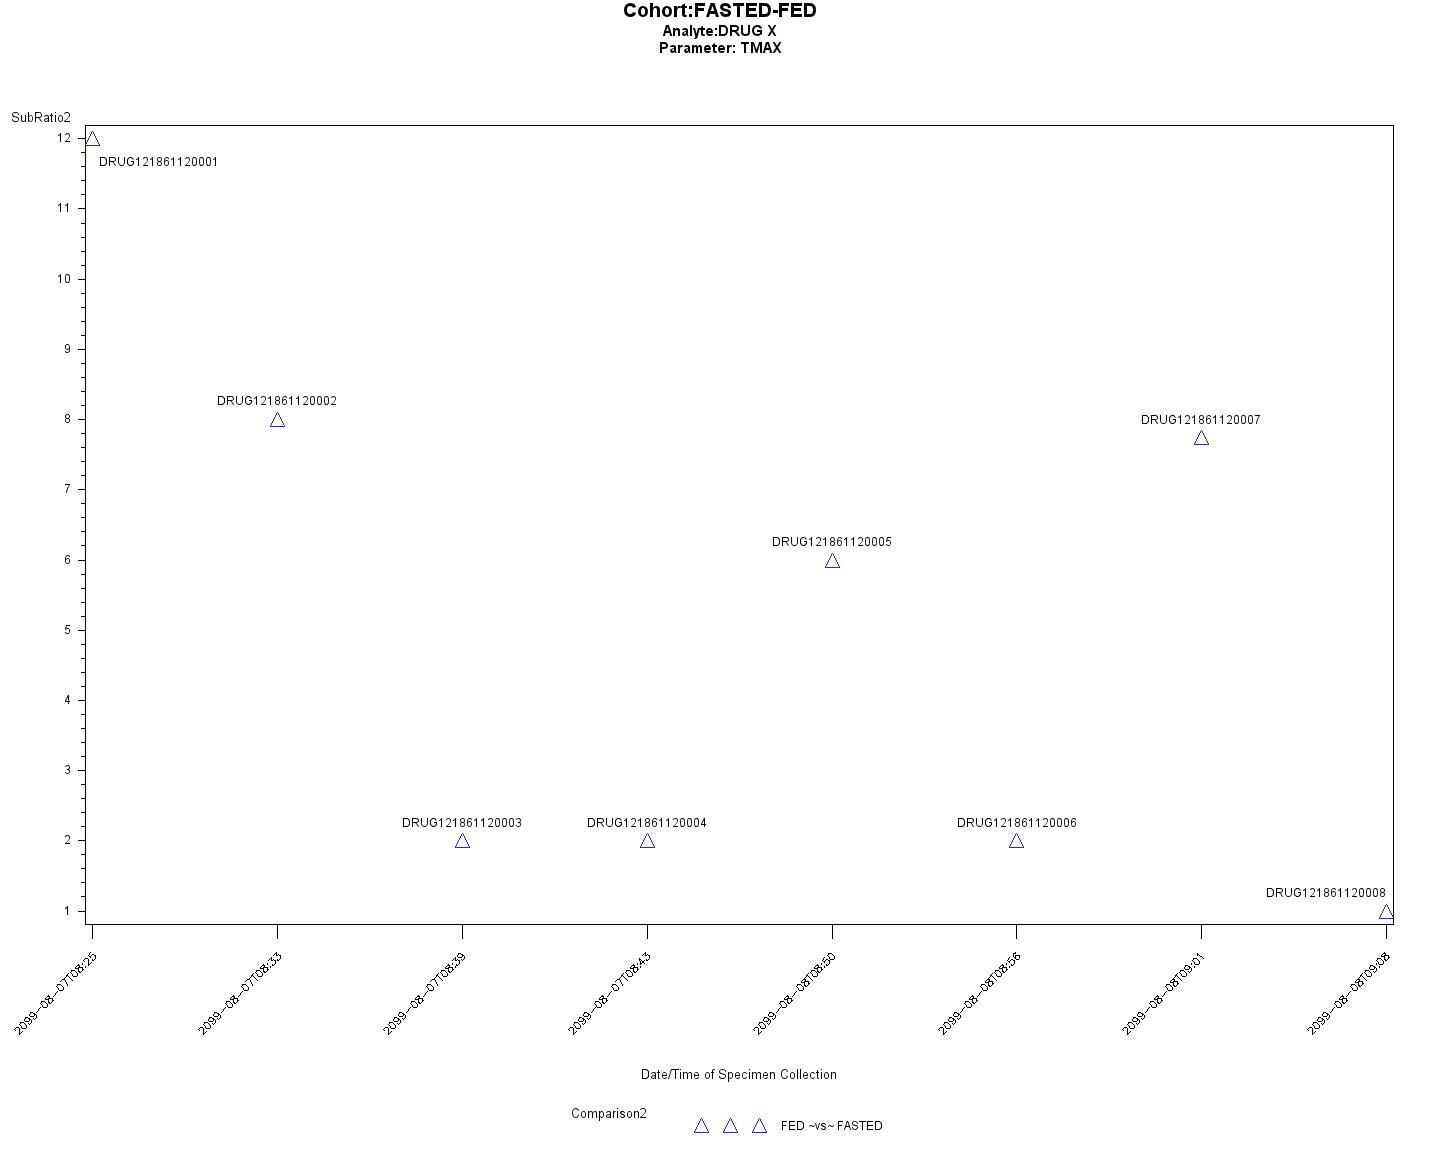 Cohort:FASTED-FED
Analyte:DRUG X
Parameter: TMAX
SubRatio2
12
DRUG121861120001
11
10
9
DRUG121861120002
8
DRUG121861120007
7
DRUG121861120005
6
5
4
3
DRUG121861120003
DRUG121861120004
DRUG121861120006
2
DRUG121861120008
1
2099-08-07T08:25
2099-08-07T08:33
2099-08-07T08:39
2099-08-07T08:43
2099-08-08T08:50
2099-08-08T08:56
2099-08-08T09:01
2099-08-08T09:08
Date/Time of Specimen Collection
Comparison2
FED ~vs~ FASTED